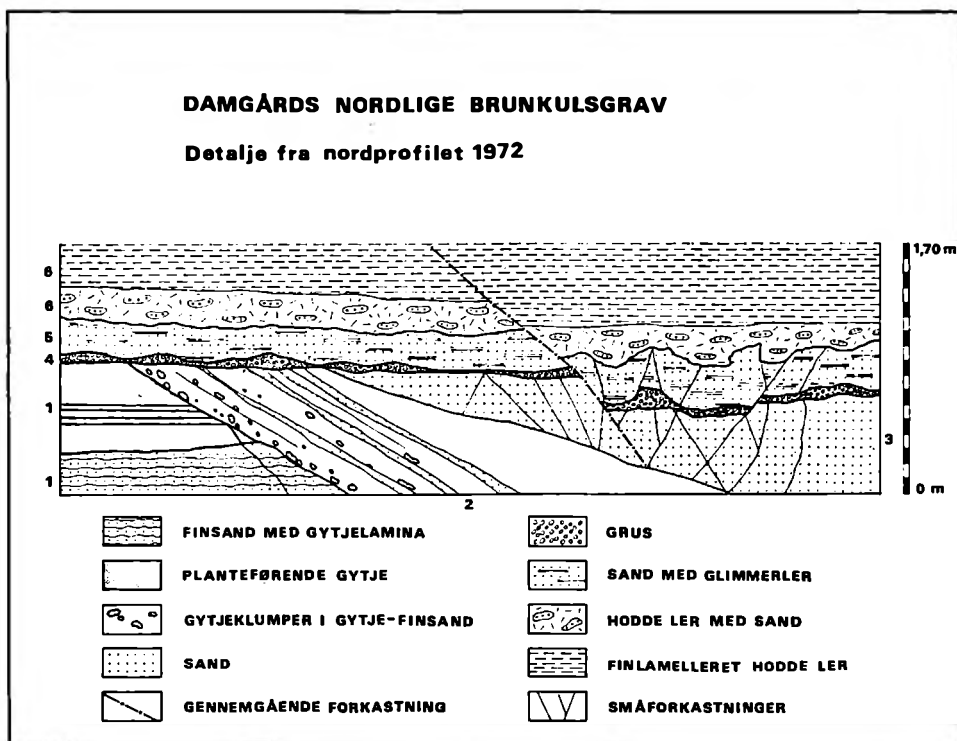 DAMGÅRDS NORDLIGE BRUNKULSGRAV
Detalje fra nordprofilet 1972
1,70 m
6
6
5
4
1
3
1
0 m
2
FINSAND MED GYTJELAMINA
PLANTEFØRENDE GYTJE
GYTJEKLUMPER I GYTJE-FINSAND
SAND
GENNEMGÅENDE FORKASTNING
GRUS
SAND MED GLIMMERLER
HODDE LER MED SAND
FINLAMELLERET HODDE LER
SMÅFORKASTNINGER